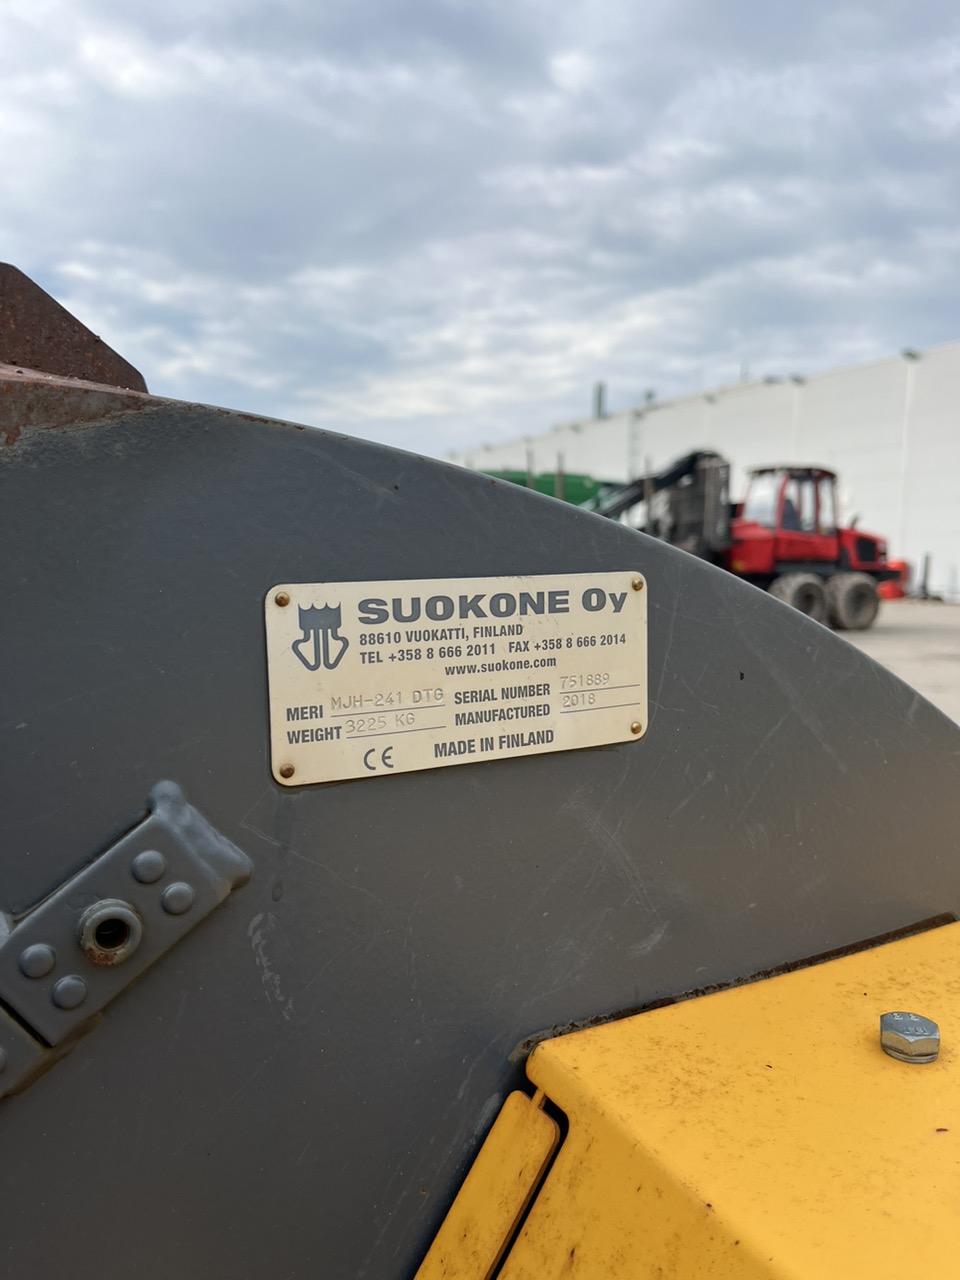 SUOKONE Oy
88610 VUOKATTI, FINLAND
TEL +358 8 666 2011 FAX +358 8 666 2014
www.suokone.com
MERI MJH-241 DTG SERIAL NUMBER 751889
WEIGHT 3225 KG MANUFACTURED 2018
CE MADE IN FINLAND